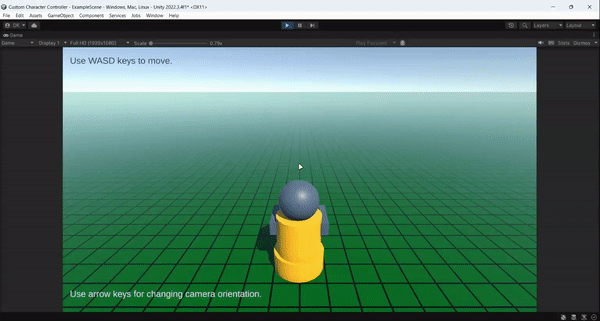 Custom Character Controller - ExampleScene - Windows, Mac, Linux - Unity 2022.3.4f1* <DX11>
File Edit Assets GameObject Component Services Jobs Window Help
DK
Layers Layout
Game
Game Display 1 Full HD (1920x1080) Scale 0.79x Play Focused Stats Gizmos
Use WASD keys to move.
Use arrow keys for changing camera orientation.